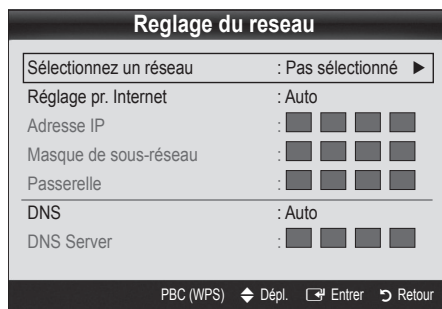 Reglage du reseau
Sélectionnez un réseau : Pas sélectionné ▶
Réglage pr. Internet : Auto
Adresse IP :
Masque de sous-réseau :
Passerelle :
DNS : Auto
DNS Server :
PBC (WPS) Dépl. Entrer Retour